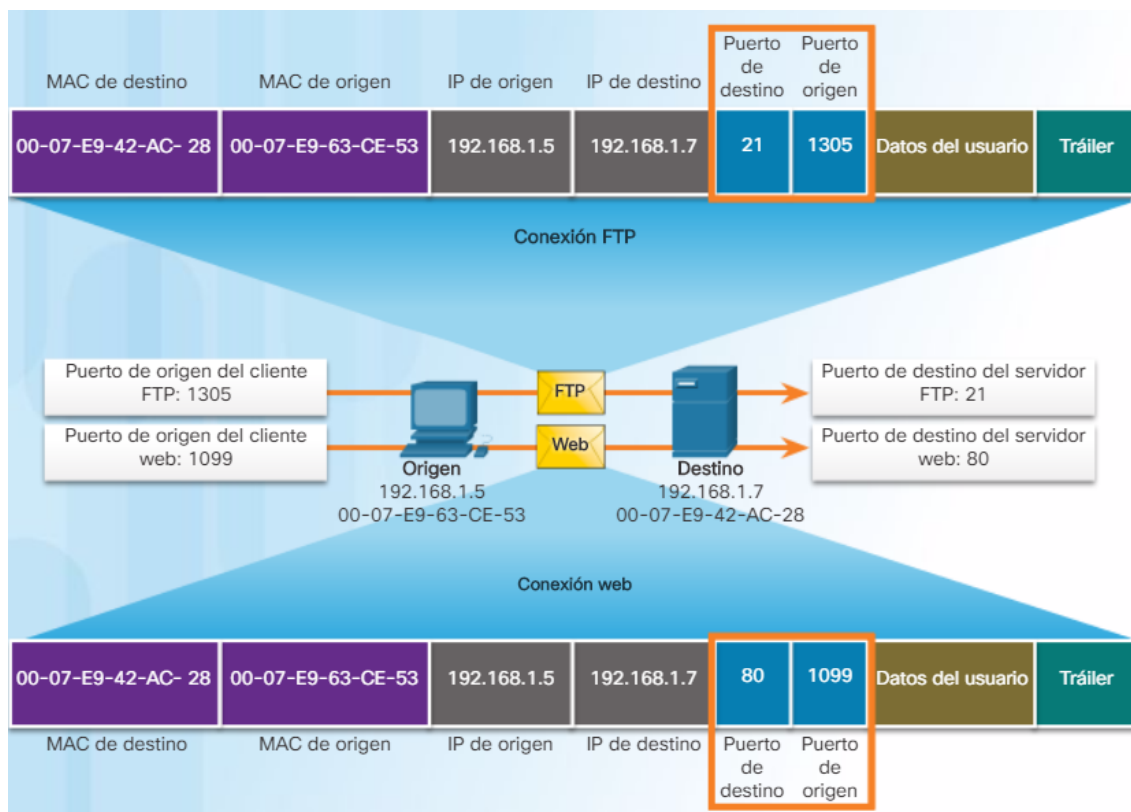 MAC de destino
MAC de origen
IP de origen
IP de destino
Puerto
de
destino
Puerto
de
origen
00-07-E9-42-AC- 28
00-07-E9-63-CE-53
192.168.1.5
192.168.1.7
21
1305
Datos del usuario
Tráiler
Conexión FTP
Puerto de origen del cliente
FTP: 1305
FTP
Puerto de destino del servidor
FTP: 21
Puerto de origen del cliente
web: 1099
Web
Puerto de destino del servidor
web: 80
Origen
192.168.1.5
00-07-E9-63-CE-53
Destino
192.168.1.7
00-07-E9-42-AC-28
Conexión web
00-07-E9-42-AC- 28
00-07-E9-63-CE-53
192.168.1.5
192.168.1.7
80
1099
Datos del usuario
Tráiler
MAC de destino
MAC de origen
IP de origen
IP de destino
Puerto
de
destino
Puerto
de
origen